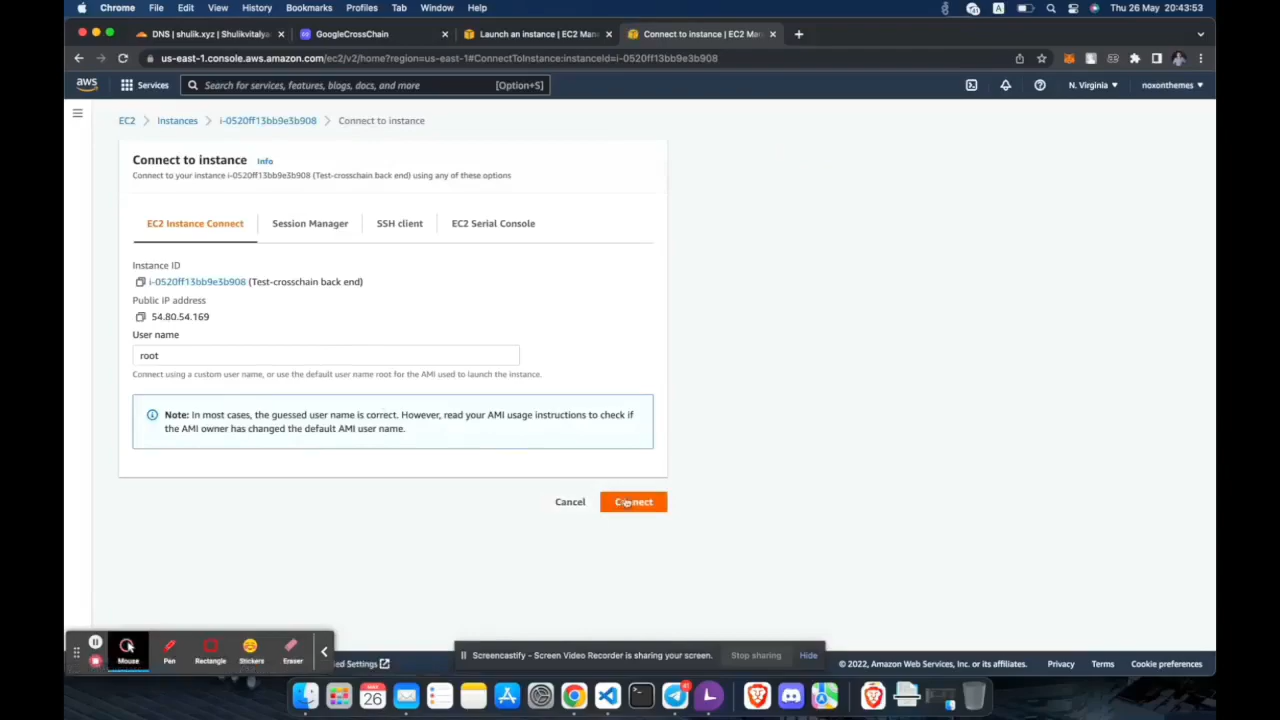 Chrome File Edit View History Bookmarks Profiles Tab Window Help A Thu 26 May 20:43:53
DNS | shulik.xyz | Shulikvitalya GoogleCrossChain Launch an instance | EC2 Man Connect to instance | EC2 Man
us-east-1.console.aws.amazon.com/ec2/v2/home?region=us-east-1#ConnectToInstance:instanceId=i-0520ff13bb9e3b908
aws Services Search for services, features, blogs, docs, and more [Option+S] N. Virginia noxonthemes
EC2 Instances i-0520ff13bb9e3b908 Connect to instance
Connect to instance Info
Connect to your instance i-0520ff13bb9e3b908 (Test-crosschain back end) using any of these options
EC2 Instance Connect Session Manager SSH client EC2 Serial Console
Instance ID
i-0520ff13bb9e3b908 (Test-crosschain back end)
Public IP address
54.80.54.169
User name
root
Connect using a custom user name, or use the default user name root for the AMI used to launch the instance.
Note: In most cases, the guessed user name is correct. However, read your AMI usage instructions to check if
the AMI owner has changed the default AMI user name.
Cancel Connect
Mouse Pen Rectangle Stickers Eraser
Screencastify - Screen Video Recorder is sharing your screen. Stop sharing Hide
ed Settings © 2022, Amazon Web Services, Inc. or its affiliates. Privacy Terms Cookie preferences
26